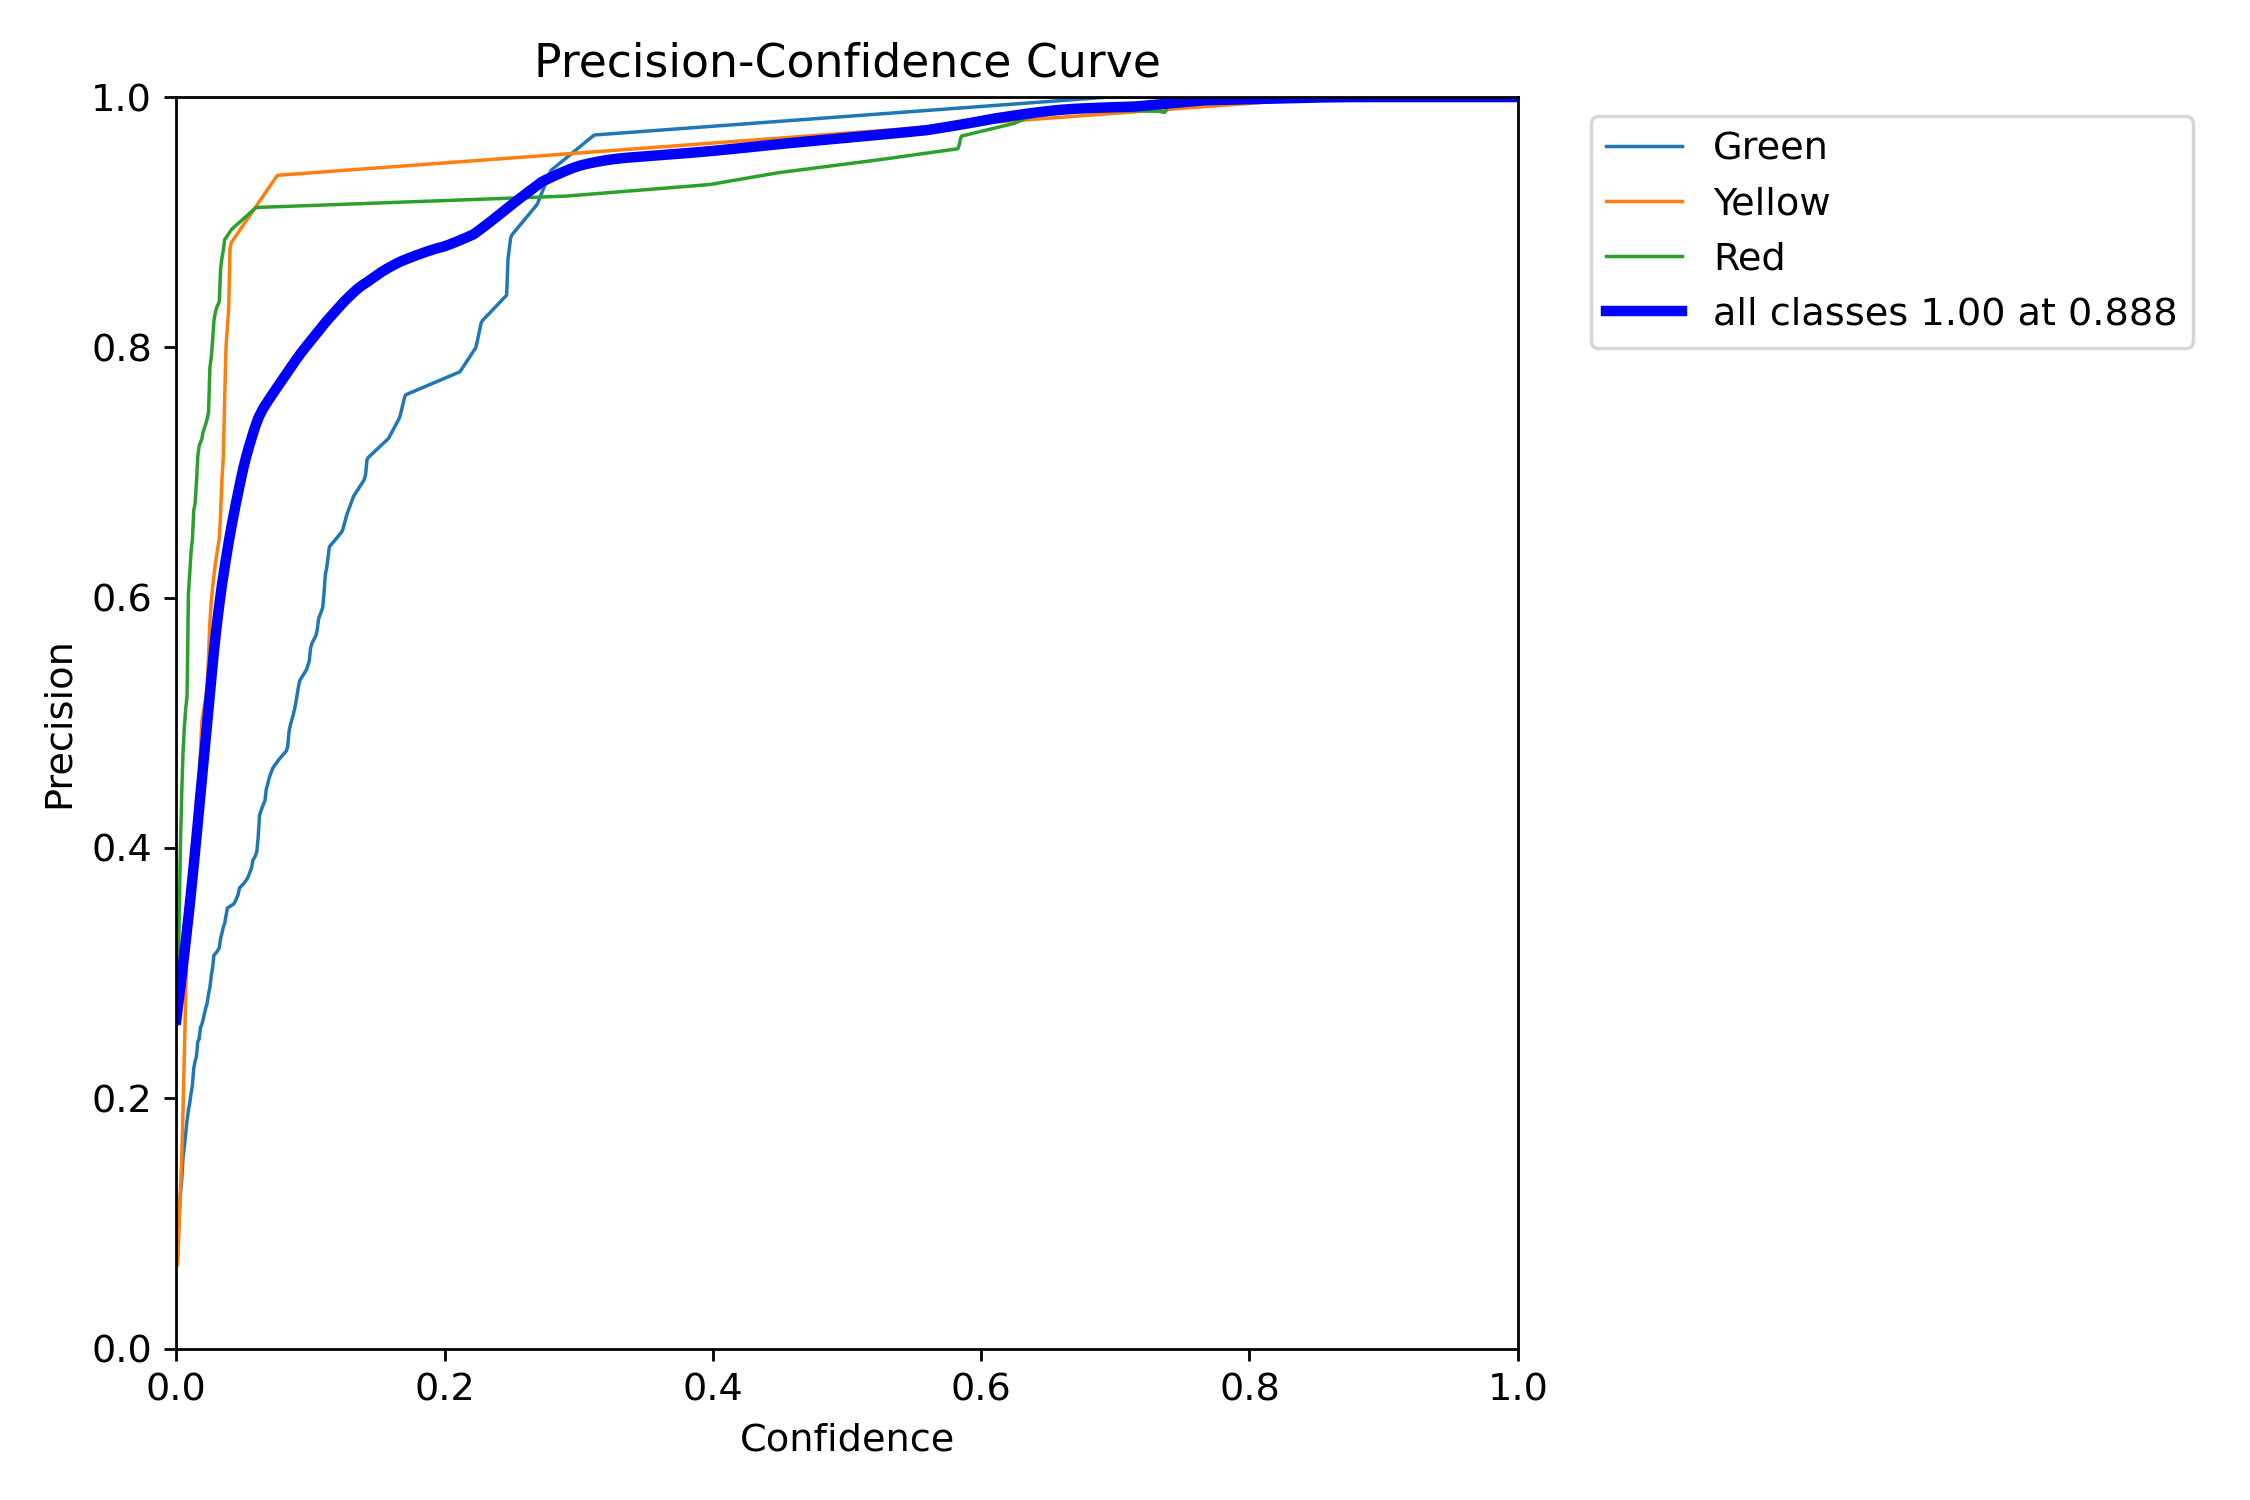 Precision-Confidence Curve
1.0
0.8
0.6
0.4
0.2
0.0
Precision
0.0 0.2 0.4 0.6 0.8 1.0
Confidence
Green
Yellow
Red
all classes 1.00 at 0.888